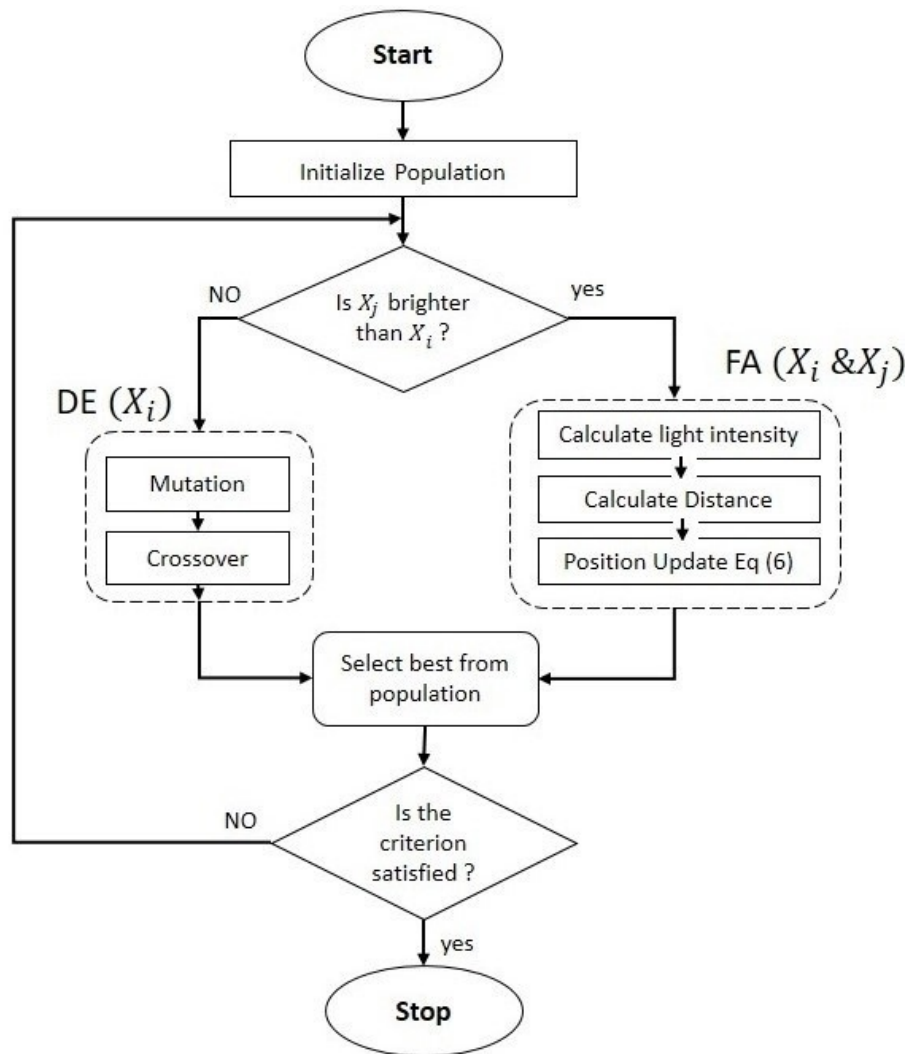 Start
Initialize Population
NO
Is X_j brighter
than X_i ?
yes
DE (X_i)
Mutation
Crossover
FA (X_i &X_j)
Calculate light intensity
Calculate Distance
Position Update Eq (6)
Select best from
population
NO
Is the
criterion
satisfied ?
yes
Stop